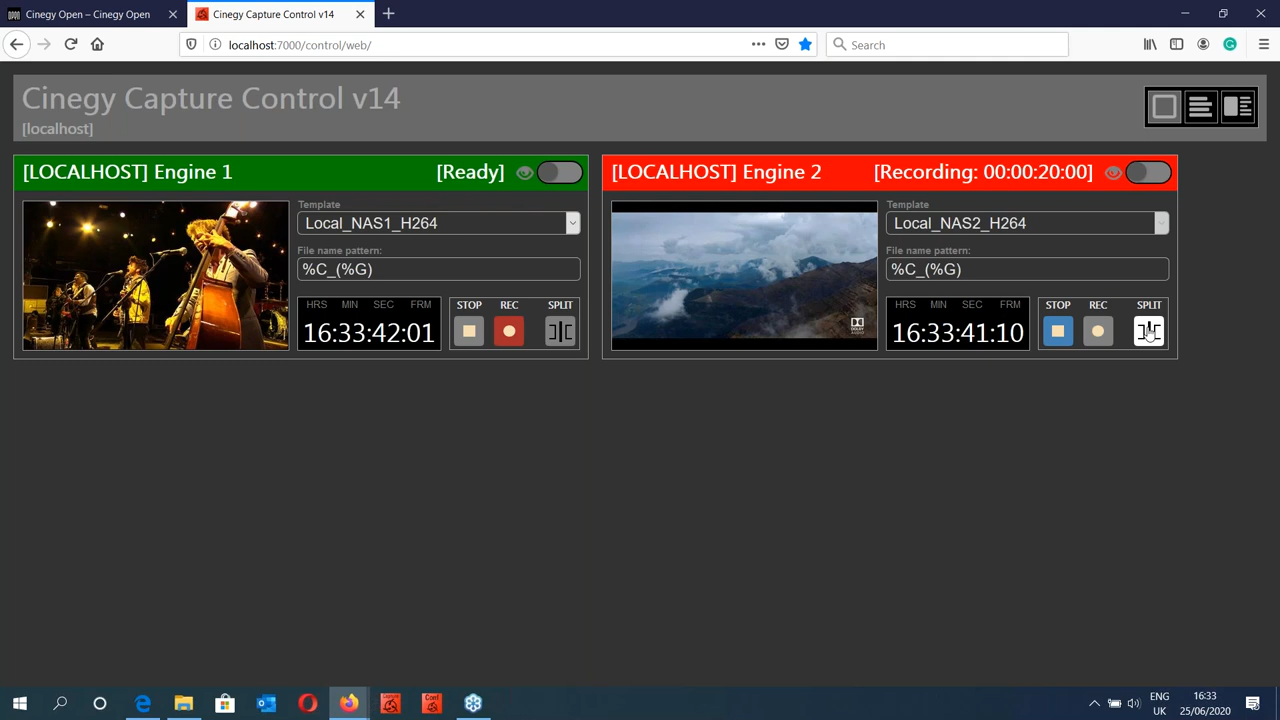 Cinegy Open – Cinegy Open
Cinegy Capture Control v14
localhost:7000/control/web/
Search
Cinegy Capture Control v14
[localhost]
[LOCALHOST] Engine 1
[Ready]
Template
Local_NAS1_H264
File name pattern:
%C_(%G)
HRS MIN SEC FRM
16:33:42:01
STOP REC SPLIT
[LOCALHOST] Engine 2
[Recording: 00:00:20:00]
DOLBY AUDIO
Template
Local_NAS2_H264
File name pattern:
%C_(%G)
HRS MIN SEC FRM
16:33:41:10
STOP REC SPLIT
Conf
ENG
UK
16:33
25/06/2020